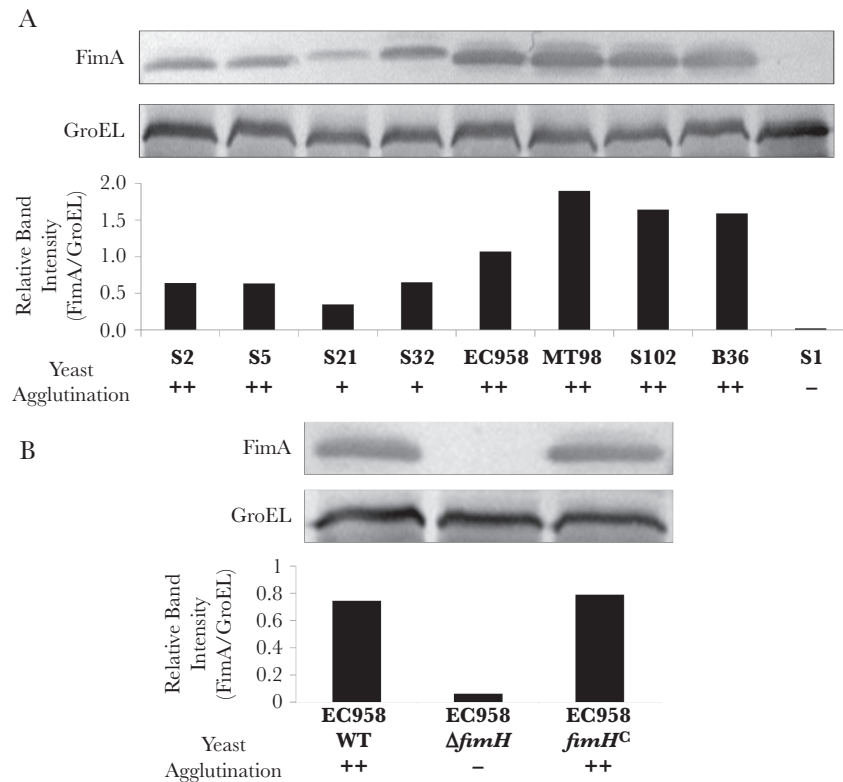 A
FimA
GroEL
Relative Band
Intensity
(FimA/GroEL)
2.0
1.5
1.0
0.5
0.0
S2 S5 S21 S32 EC958 MT98 S102 B36 S1
Yeast
Agglutination
++ ++ + + ++ ++ ++ ++ –
B
FimA
GroEL
Relative Band
Intensity
(FimA/GroEL)
1
0.8
0.6
0.4
0.2
0
EC958 EC958 EC958
WT ΔfimH fimHᶜ
Yeast
Agglutination
++ – ++